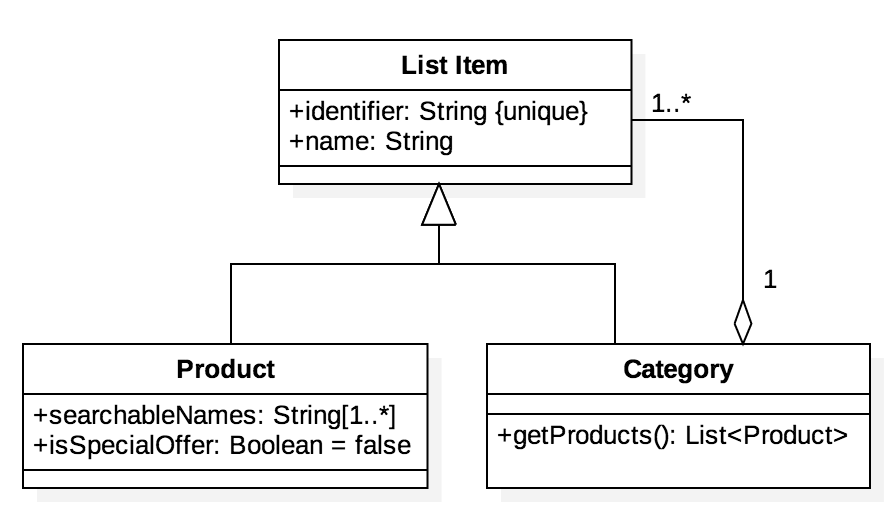 List Item
+identifier: String {unique}
+name: String
1..*
1
Product
+searchableNames: String[1..*]
+isSpecialOffer: Boolean = false
Category
+getProducts(): List<Product>